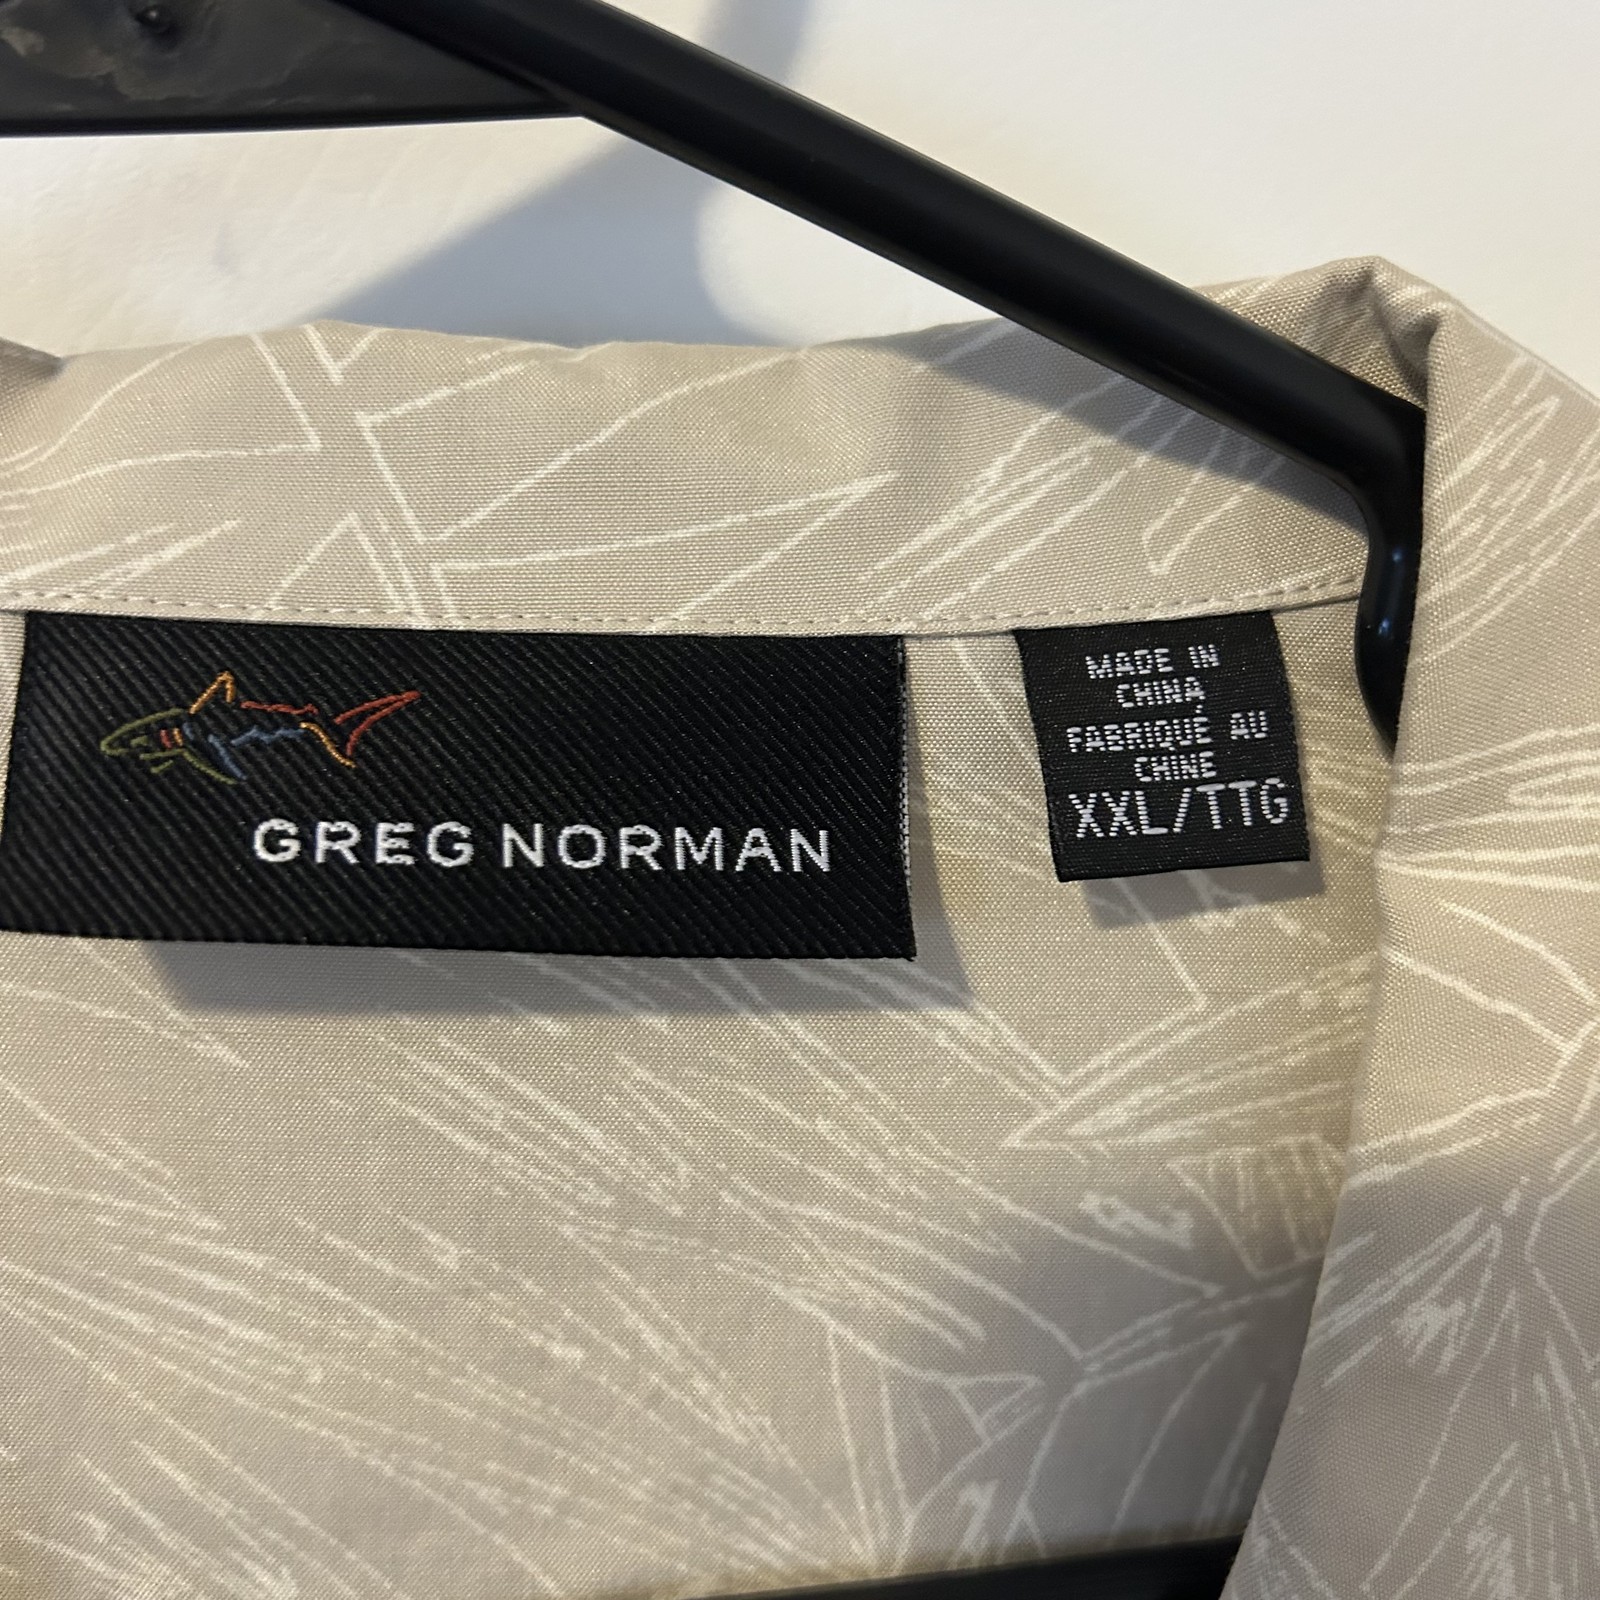 GREG NORMAN
MADE IN
CHINA
FABRIQUÉ AU
CHINE
XXL/TTG